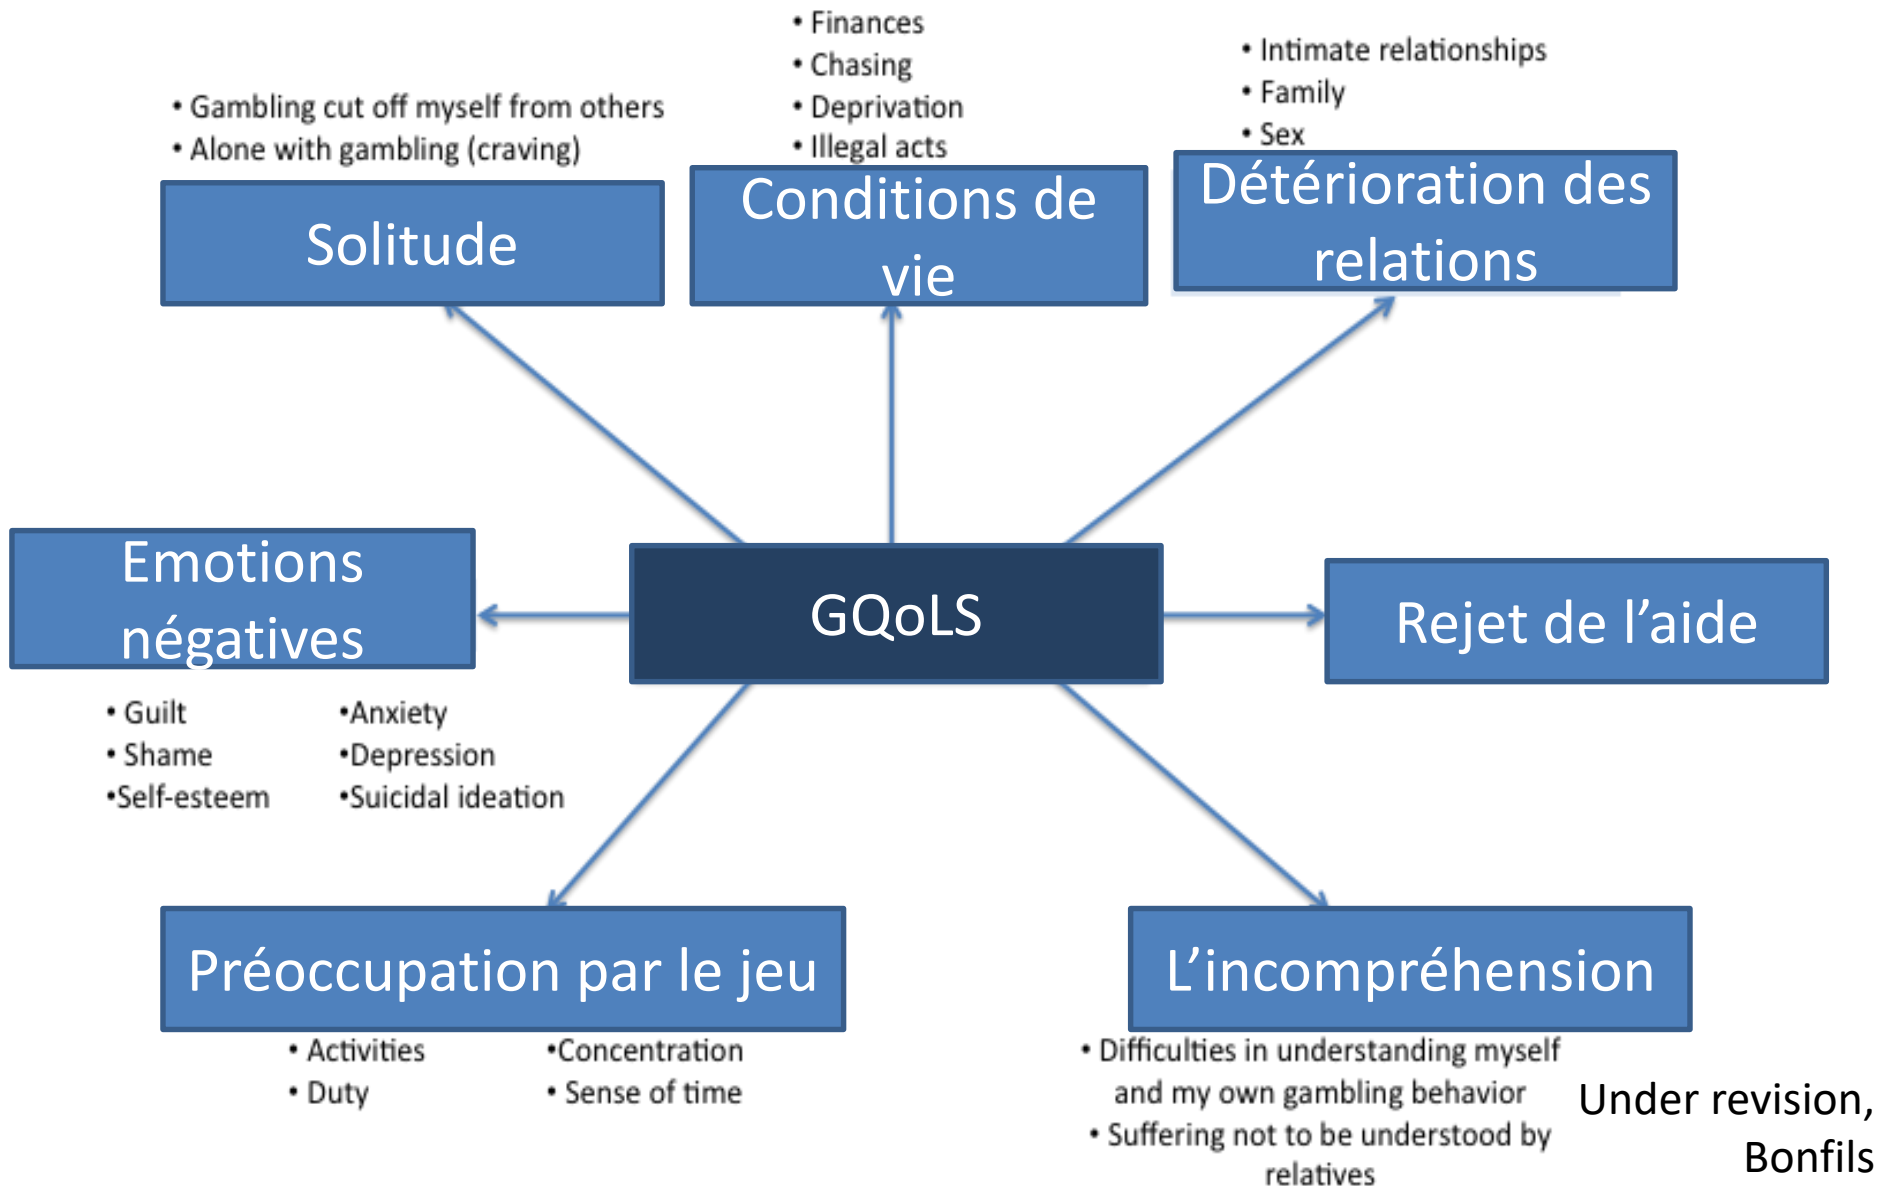 • Finances
• Chasing
• Deprivation
• Illegal acts
• Intimate relationships
• Family
• Sex
• Gambling cut off myself from others
• Alone with gambling (craving)
Solitude
Conditions de
vie
Détérioration des
relations
Emotions
négatives
GQoLS
Rejet de l’aide
• Guilt
• Shame
•Self-esteem
•Anxiety
•Depression
•Suicidal ideation
Préoccupation par le jeu
L’incompréhension
• Activities
• Duty
•Concentration
• Sense of time
• Difficulties in understanding myself
and my own gambling behavior
• Suffering not to be understood by
relatives
Under revision,
Bonfils